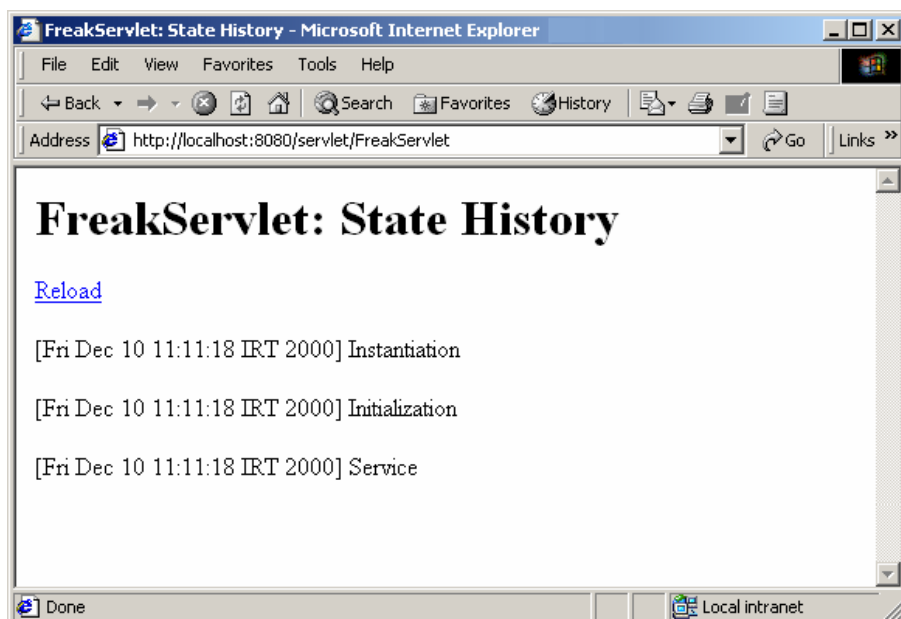 FreakServlet: State History - Microsoft Internet Explorer
File Edit View Favorites Tools Help
Back Search Favorites History
Address http://localhost:8080/servlet/FreakServlet Go Links »
FreakServlet: State History
Reload
[Fri Dec 10 11:11:18 IRT 2000] Instantiation
[Fri Dec 10 11:11:18 IRT 2000] Initialization
[Fri Dec 10 11:11:18 IRT 2000] Service
Done Local intranet